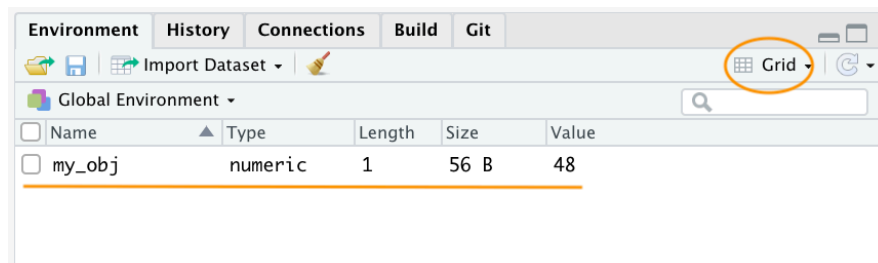 Environment History Connections Build Git
Import Dataset Grid
Global Environment
Name Type Length Size Value
my_obj numeric 1 56 B 48